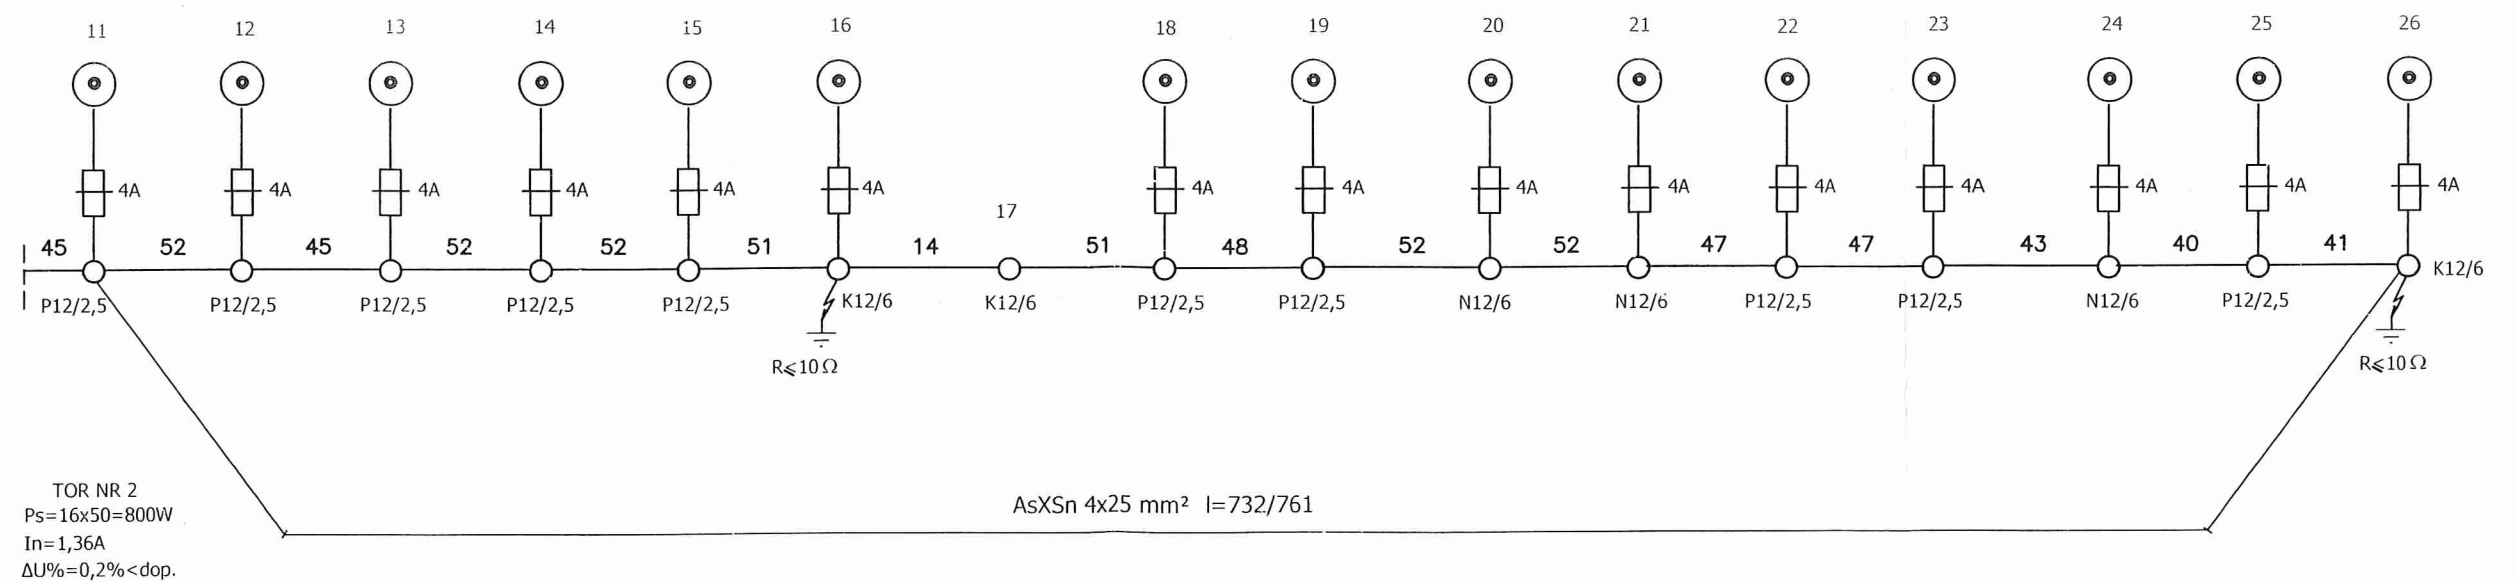 11 12 13 14 15 16 18 19 20 21 22 23 24 25 26
4A 4A 4A 4A 4A 4A 4A 4A 4A 4A 4A 4A 4A 4A 4A
17
45 52 45 52 52 51 14 51 48 52 52 47 47 43 40 41
P12/2,5 P12/2,5 P12/2,5 P12/2,5 P12/2,5 K12/6 K12/6 P12/2,5 P12/2,5 N12/6 N12/6 P12/2,5 P12/2,5 N12/6 P12/2,5 K12/6
R⩽10Ω R⩽10Ω
AsXSn 4x25 mm² l=732/761
TOR NR 2
Ps=16x50=800W
In=1,36A
ΔU%=0,2%<dop.